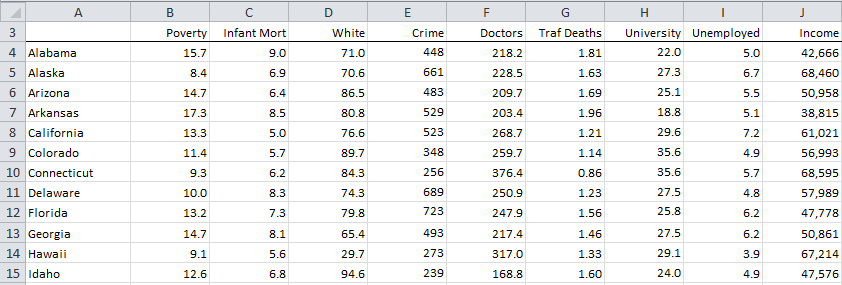 A B C D E F G H I J
3 Poverty Infant Mort White Crime Doctors Traf Deaths University Unemployed Income
4 Alabama 15.7 9.0 71.0 448 218.2 1.81 22.0 5.0 42,666
5 Alaska 8.4 6.9 70.6 661 228.5 1.63 27.3 6.7 68,460
6 Arizona 14.7 6.4 86.5 483 209.7 1.69 25.1 5.5 50,958
7 Arkansas 17.3 8.5 80.8 529 203.4 1.96 18.8 5.1 38,815
8 California 13.3 5.0 76.6 523 268.7 1.21 29.6 7.2 61,021
9 Colorado 11.4 5.7 89.7 348 259.7 1.14 35.6 4.9 56,993
10 Connecticut 9.3 6.2 84.3 256 376.4 0.86 35.6 5.7 68,595
11 Delaware 10.0 8.3 74.3 689 250.9 1.23 27.5 4.8 57,989
12 Florida 13.2 7.3 79.8 723 247.9 1.56 25.8 6.2 47,778
13 Georgia 14.7 8.1 65.4 493 217.4 1.46 27.5 6.2 50,861
14 Hawaii 9.1 5.6 29.7 273 317.0 1.33 29.1 3.9 67,214
15 Idaho 12.6 6.8 94.6 239 168.8 1.60 24.0 4.9 47,576